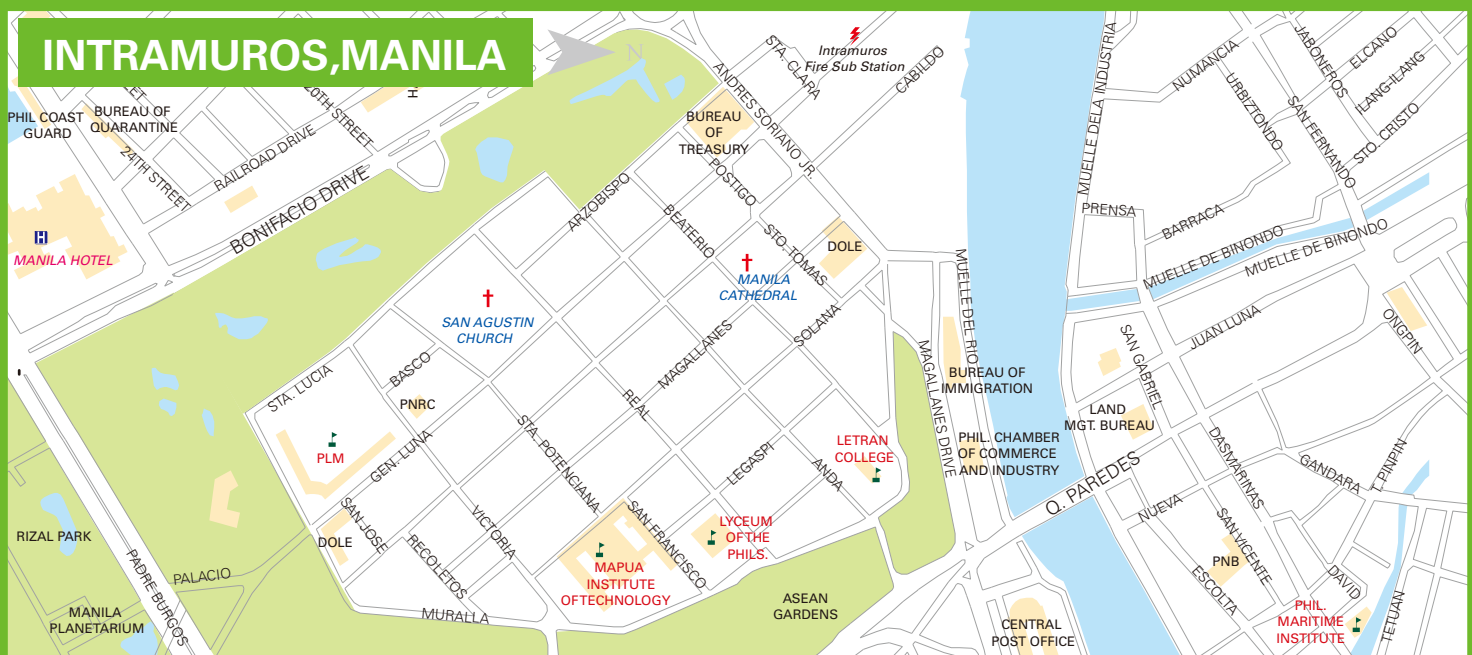 INTRAMUROS,MANILA
N
Intramuros
Fire Sub Station
STA. CLARA
CABILDO
ANDRES SORIANO JR.
MUELLE DELA INDUSTRIA
NUMANCIA
URBIZTONDO
JABONEROS
ELCANO
ILANG-ILANG
SAN FERNANDO
STO. CRISTO
PHIL COAST
GUARD
BUREAU OF
QUARANTINE
20TH STREET
24TH STREET
RAILROAD DRIVE
BONIFACIO DRIVE
BUREAU
OF
TREASURY
POSTIGO
ARZOBISPO
BEATERIO
STO. TOMAS
DOLE
PRENSA
BARRACA
MUELLE DE BINONDO
MUELLE DE BINONDO
MANILA HOTEL
H
MANILA
CATHEDRAL
SAN AGUSTIN
CHURCH
SOLANA
MAGALLANES
MUELLE DEL RIO
MAGALLANES DRIVE
BUREAU OF
IMMIGRATION
JUAN LUNA
ONGPIN
SAN GABRIEL
STA. LUCIA
BASCO
PNRC
REAL
LAND
MGT. BUREAU
PLM
GEN. LUNA
STA. POTENCIANA
LEGASPI
ANDA
LETRAN
COLLEGE
PHIL. CHAMBER
OF COMMERCE
AND INDUSTRY
Q. PAREDES
DASMARINAS
GANDARA
T. PINPIN
NUEVA
SAN VICENTE
RIZAL PARK
DOLE
SAN JOSE
RECOLETOS
VICTORIA
SAN FRANCISCO
LYCEUM
OF THE
PHILS.
MAPUA
INSTITUTE
OFTECHNOLOGY
PALACIO
PADRE BURGOS
MURALLA
ASEAN
GARDENS
MANILA
PLANETARIUM
CENTRAL
POST OFFICE
PNB
ESCOLTA
DAVID
PHIL.
MARITIME
INSTITUTE
TETUAN